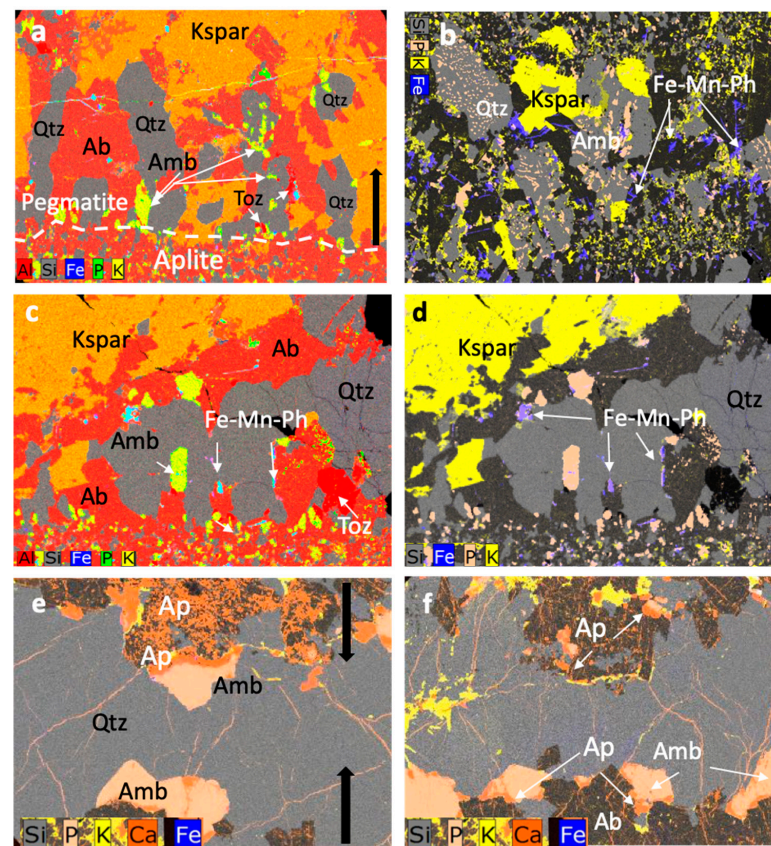 a
Kspar
Qtz
Qtz
Ab
Amb
Toz
Qtz
Pegmatite
Aplite
Al Si Fe P K
b
Si P K Fe
Qtz
Kspar
Amb
Fe-Mn-Ph
c
Kspar
Ab
Qtz
Amb
Fe-Mn-Ph
Ab
Toz
Al Si Fe P K
d
Kspar
Qtz
Fe-Mn-Ph
Si Fe P K
e
Ap
Ap
Amb
Qtz
Amb
Si P K Ca Fe
f
Ap
Ap
Amb
Ab
Si P K Ca Fe